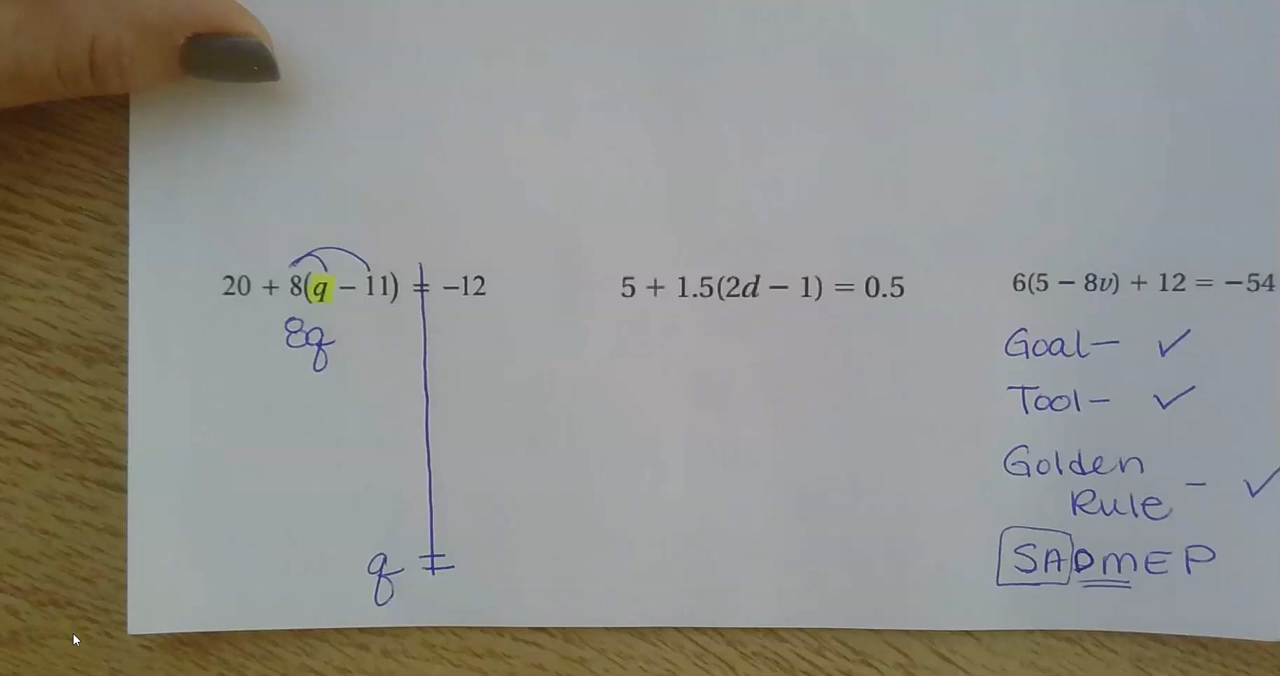 20 + 8(q − 11) = −12
8q
q =
5 + 1.5(2d − 1) = 0.5
6(5 − 8v) + 12 = −54
Goal– ✓
Tool– ✓
Golden
Rule – ✓
SADMEP